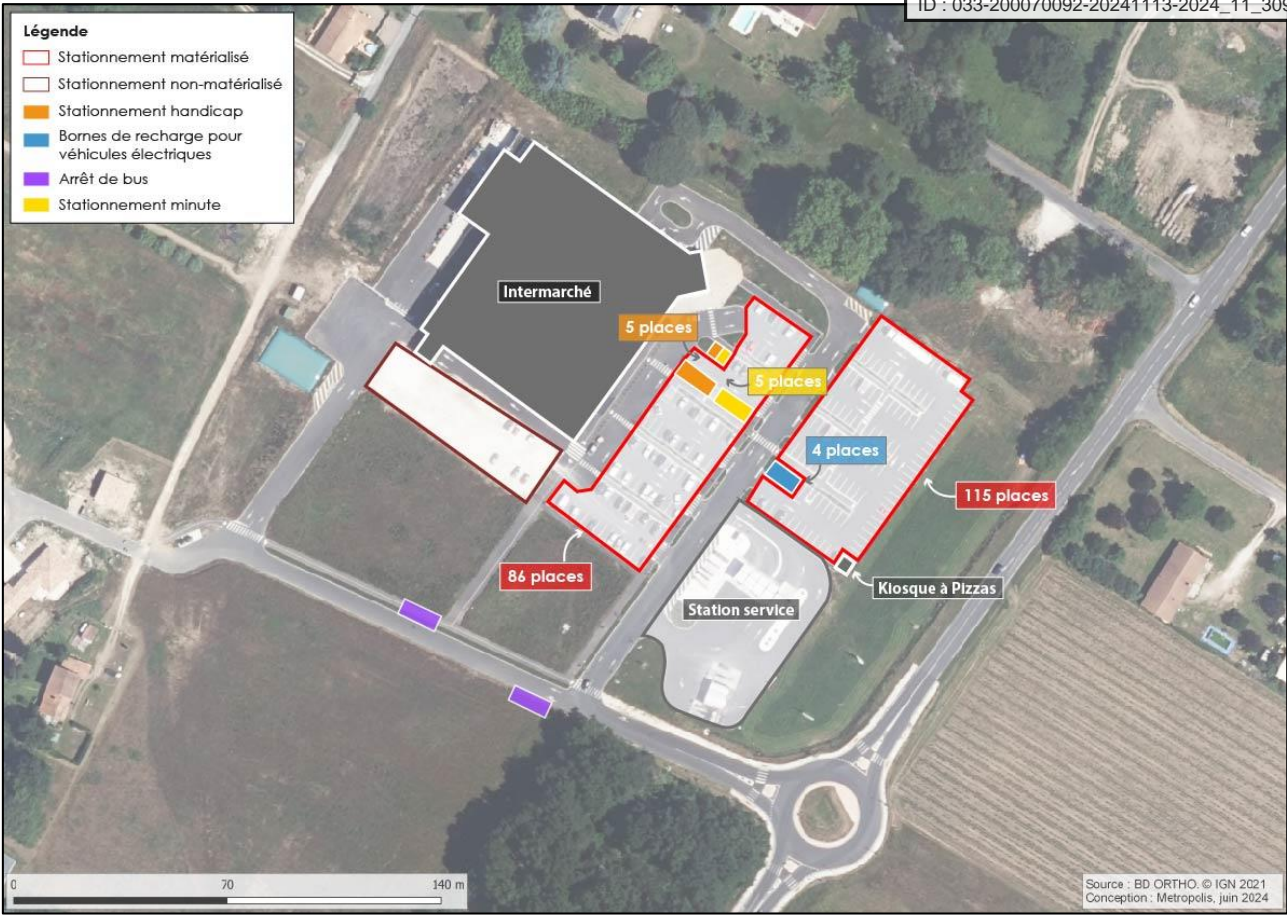 ID : 033-200070092-20241113-2024_11_309
Légende
Stationnement matérialisé
Stationnement non-matérialisé
Stationnement handicap
Bornes de recharge pour
véhicules électriques
Arrêt de bus
Stationnement minute
Intermarché
5 places
5 places
4 places
115 places
86 places
Kiosque à Pizzas
Station service
0 70 140 m
Source : BD ORTHO. © IGN 2021
Conception : Metropolis, juin 2024